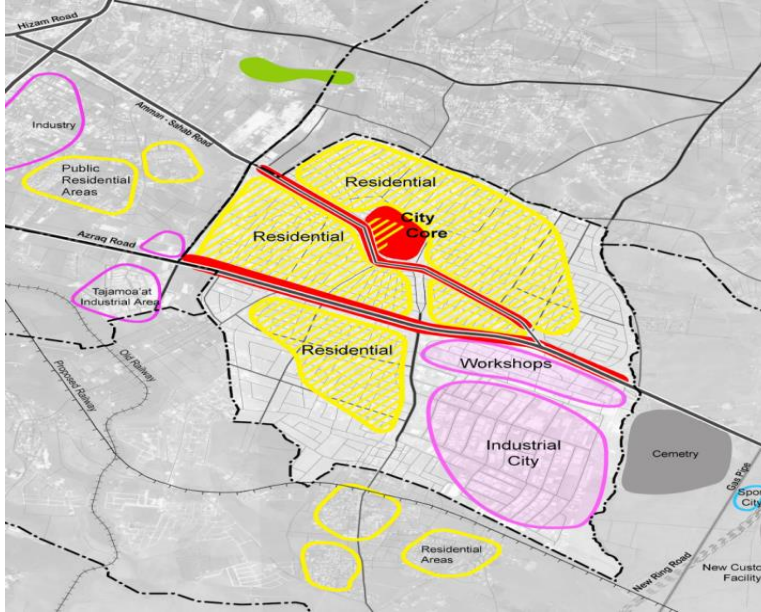 Hizam Road
Amman - Sahab Road
Industry
Public
Residential
Areas
Residential
City
Core
Residential
Azraq Road
Tajamoa'at
Industrial Area
Old Railway
Proposed Railway
Residential
Workshops
Industrial
City
Cemetry
Gas Pipe
City
Residential
Areas
New Ring Road
New Custo
Facility